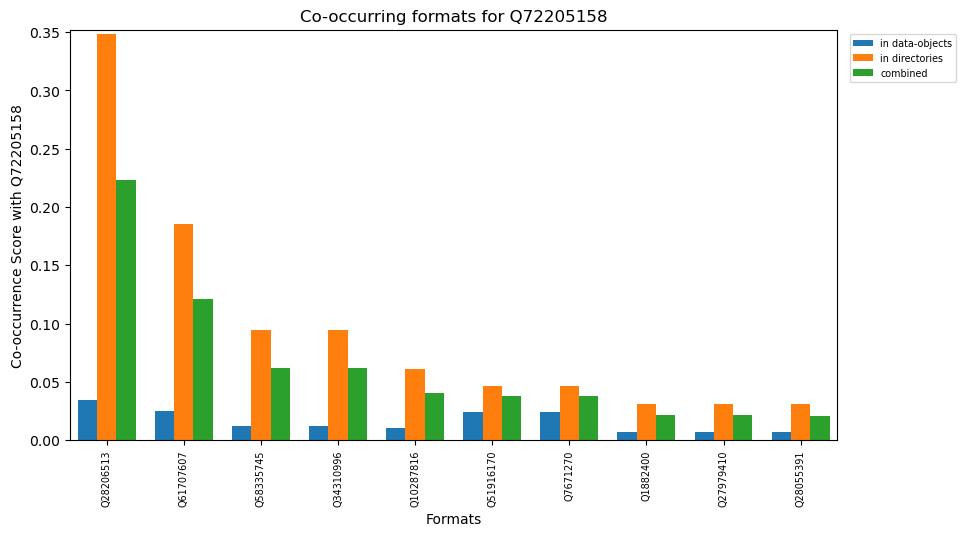 Co-occurring formats for Q72205158
in data-objects
in directories
combined
Co-occurrence Score with Q72205158
0.35
0.30
0.25
0.20
0.15
0.10
0.05
0.00
Q28206513
Q61707607
Q58335745
Q34310996
Q10287816
Q51916170
Q7671270
Q1882400
Q27979410
Q28055391
Formats